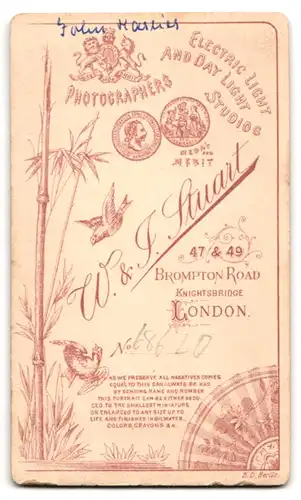 John
PHOTOGRAPHERS
ELECTRIC LIGHT
AND DAY LIGHT
STUDIOS
MERIT
W. & J. Stuart
47 & 49
BROMPTON ROAD
KNIGHTSBRIDGE
LONDON.
No
AS WE PRESERVE ALL NEGATIVES COPIES
EQUAL TO THIS CAN ALWAYS BE HAD
BY SENDING NAME AND NUMBER
THIS PORTRAIT CAN BE EITHER REDU-
CED TO THE SMALLEST MINIATURE
OR ENLARGED TO ANY SIZE UP TO
LIFE AND FINISHED IN OIL, WATER,
COLORS, CRAYONS &c.